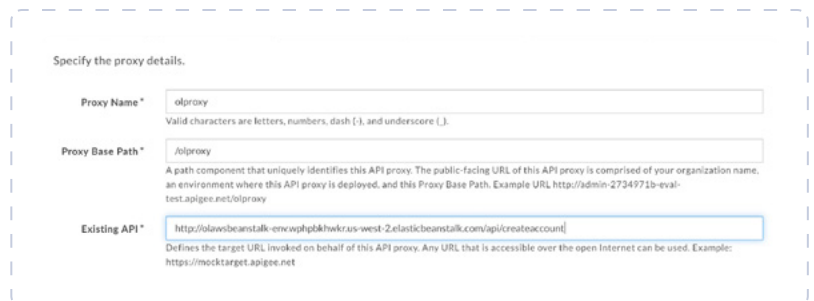 Specify the proxy details.
Proxy Name *
olproxy
Valid characters are letters, numbers, dash (-), and underscore (_).
Proxy Base Path *
/olproxy
A path component that uniquely identifies this API proxy. The public-facing URL of this API proxy is comprised of your organization name,
an environment where this API proxy is deployed, and this Proxy Base Path. Example URL http://admin-2734971b-eval-
test.apigee.net/olproxy
Existing API *
http://olawsbeanstalk-env.wphpbkhwkr.us-west-2.elasticbeanstalk.com/api/createaccount
Defines the target URL invoked on behalf of this API proxy. Any URL that is accessible over the open Internet can be used. Example:
https://mocktarget.apigee.net